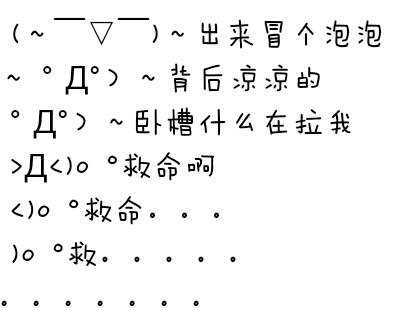 (～￣▽￣)～出来冒个泡泡
～ °Д°) ～背后凉凉的
°Д°) ～卧槽什么在拉我
>Д<)o °救命啊
<)o °救命。。。
)o °救。。。。。
。。。。。。。